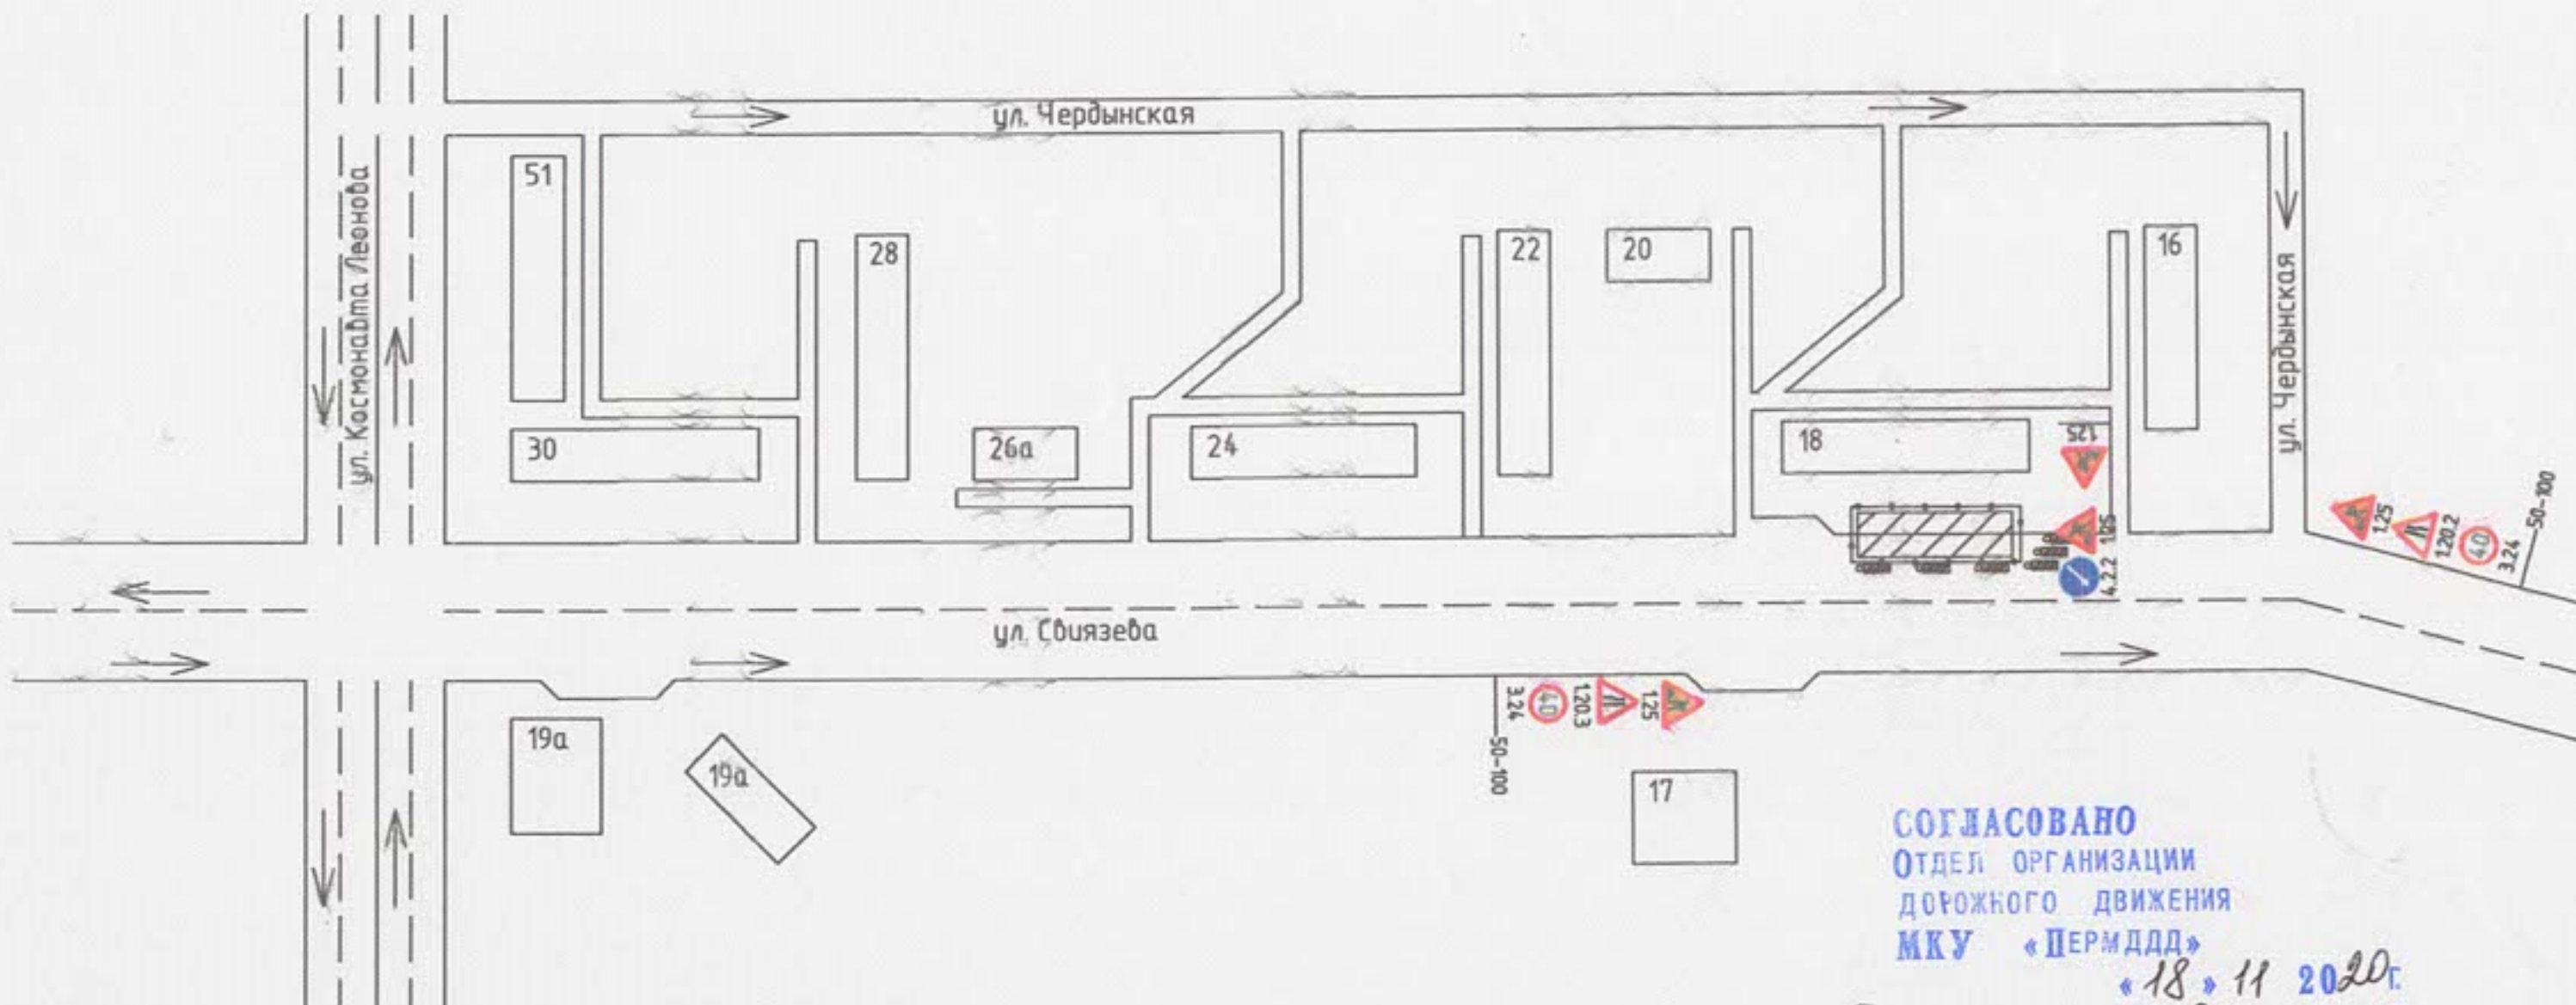 ул. Чердынская
ул. Космонавта Леонова
51
28
22
20
16
ул. Чердынская
30
26а
24
18
1.25
1.25
4.2.2
1.25
1.20.2
40
3.24
50-100
ул. Свиязева
3.24
40
1.20.3
1.25
50-100
19а
19а
17
СОГЛАСОВАНО
ОТДЕЛ ОРГАНИЗАЦИИ
ДОРОЖНОГО ДВИЖЕНИЯ
МКУ «ПЕРМДДД»
«18» 11 2020г.